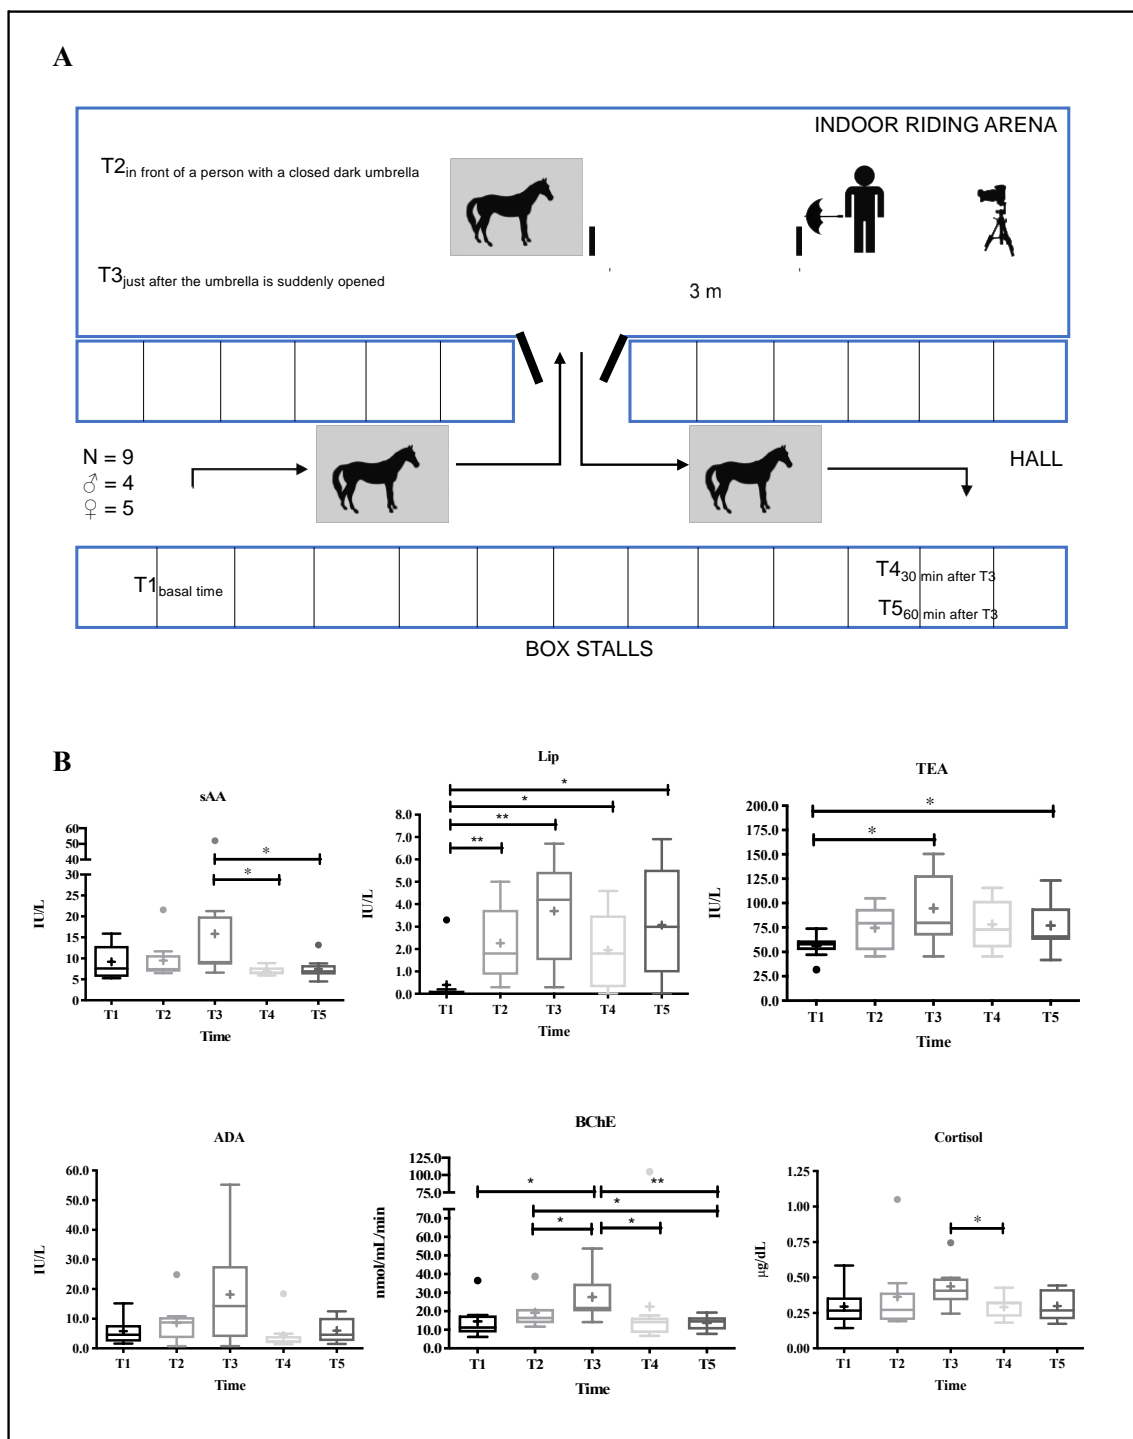 A
INDOOR RIDING ARENA
T2in front of a person with a closed dark umbrella
T3just after the umbrella is suddenly opened
3 m
N = 9
♂ = 4
♀ = 5
HALL
T1basal time
T430 min after T3
T560 min after T3
BOX STALLS
B
sAA
60
50
40
30
25
20
15
10
5
0
IU/L
*
*
T1 T2 T3 T4 T5
Time
Lip
8.0
7.0
6.0
5.0
4.0
3.0
2.0
1.0
0.0
IU/L
*
*
**
**
T1 T2 T3 T4 T5
Time
TEA
200.0
175.0
150.0
125.0
100.0
75.0
50.0
25.0
0.0
IU/L
*
*
T1 T2 T3 T4 T5
Time
ADA
60.0
50.0
40.0
30.0
20.0
10.0
0.0
IU/L
T1 T2 T3 T4 T5
Time
BChE
125.0
100.0
75.0
70.0
60.0
50.0
40.0
30.0
20.0
10.0
0.0
nmol/mL/min
* **
*
* *
T1 T2 T3 T4 T5
Time
Cortisol
1.25
1.00
0.75
0.50
0.25
0.00
µg/dL
*
T1 T2 T3 T4 T5
Time